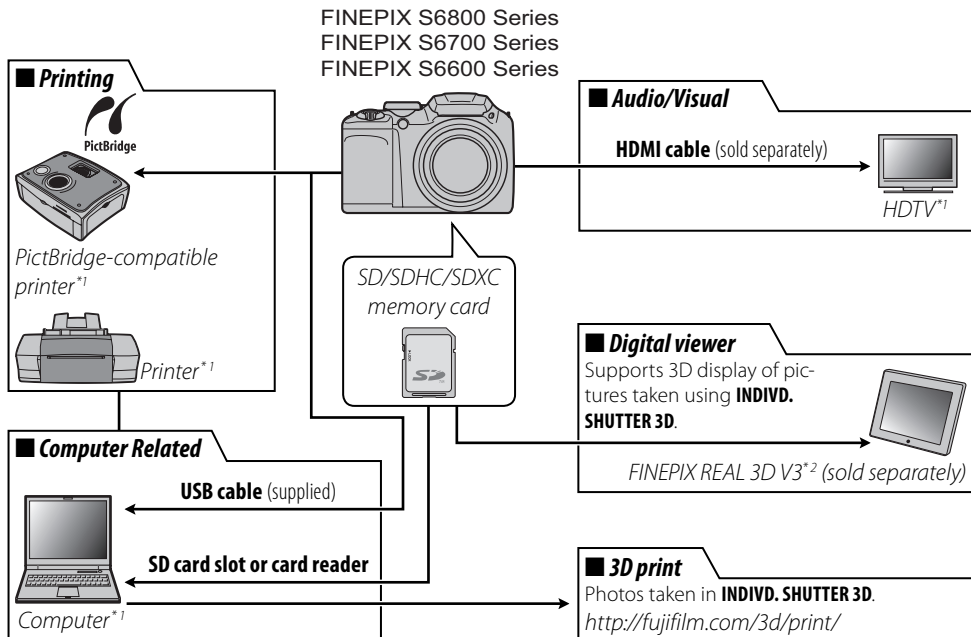 FINEPIX S6800 Series
FINEPIX S6700 Series
FINEPIX S6600 Series
■ Printing
PictBridge
PictBridge-compatible
printer*1
Printer*1
■ Audio/Visual
HDMI cable (sold separately)
HDTV*1
SD/SDHC/SDXC
memory card
SD
■ Digital viewer
Supports 3D display of pic-
tures taken using INDIVD.
SHUTTER 3D.
FINEPIX REAL 3D V3*2 (sold separately)
■ Computer Related
USB cable (supplied)
SD card slot or card reader
Computer*1
■ 3D print
Photos taken in INDIVD. SHUTTER 3D.
http://fujifilm.com/3d/print/